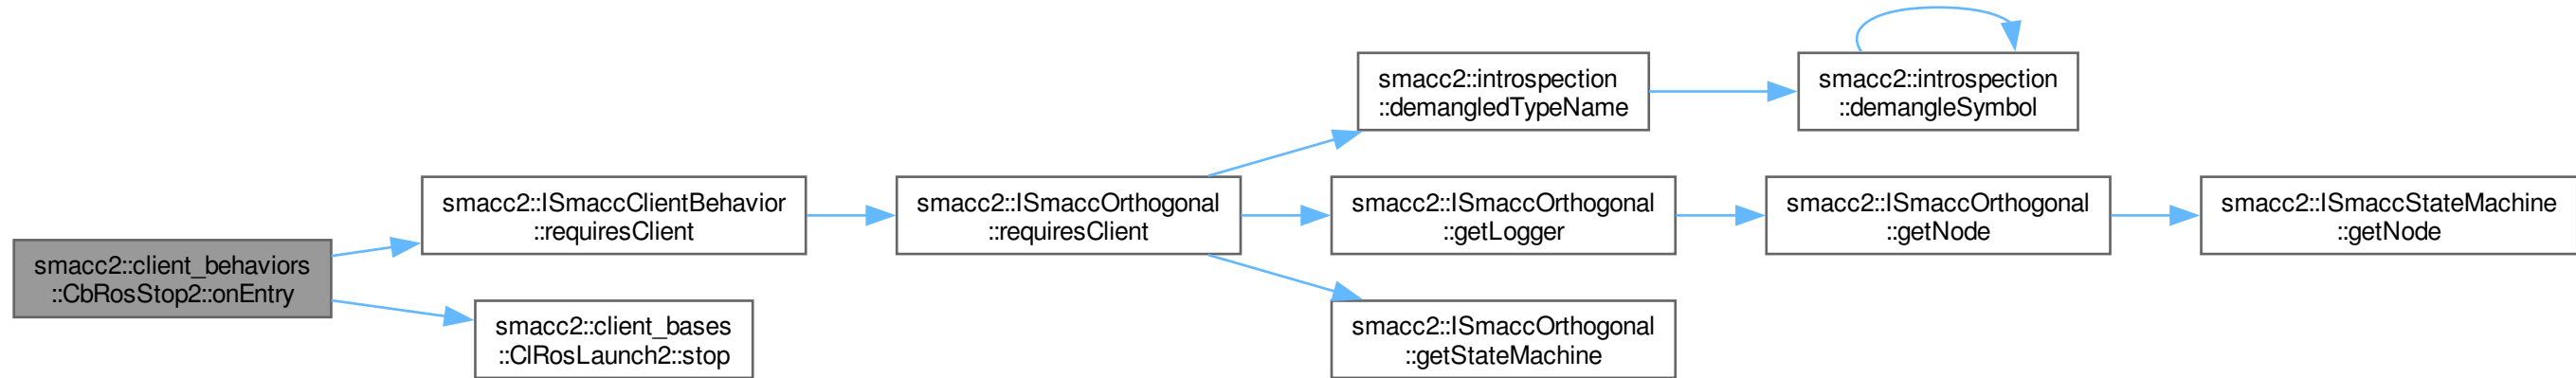 smacc2::client_behaviors
::CbRosStop2::onEntry
smacc2::ISmaccClientBehavior
::requiresClient
smacc2::client_bases
::ClRosLaunch2::stop
smacc2::ISmaccOrthogonal
::requiresClient
smacc2::introspection
::demangledTypeName
smacc2::ISmaccOrthogonal
::getLogger
smacc2::ISmaccOrthogonal
::getStateMachine
smacc2::introspection
::demangleSymbol
smacc2::ISmaccOrthogonal
::getNode
smacc2::ISmaccStateMachine
::getNode